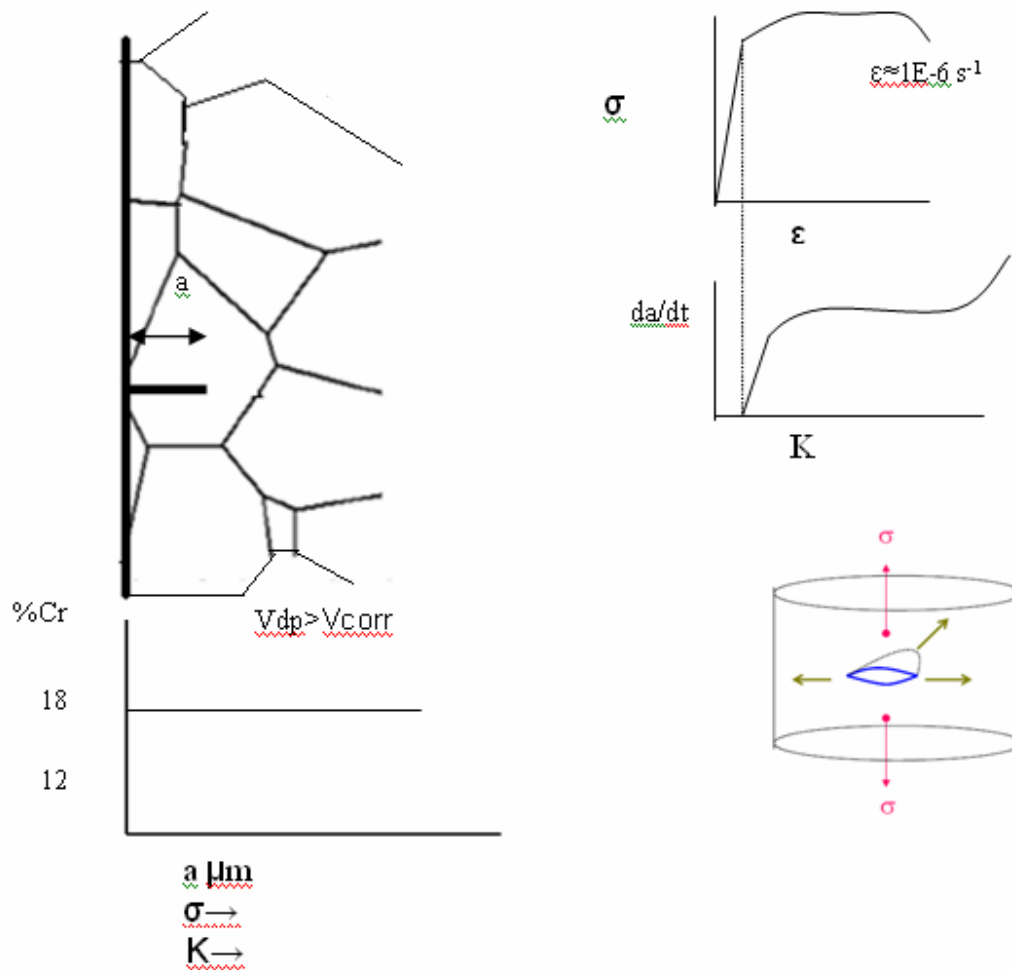 a
%Cr
Vdp>Vcorr
18
12
a µm
σ→
K→
σ
ε≈1E-6 s-1
ε
da/dt
K
σ
σ